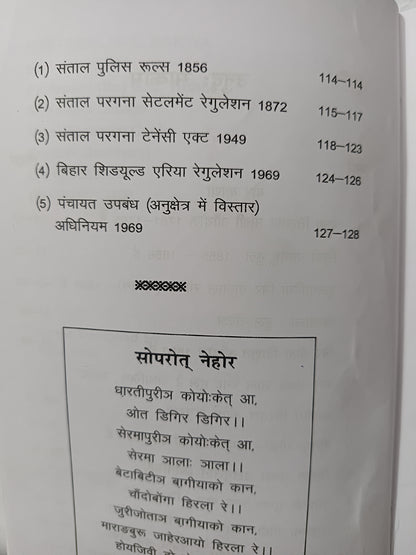 (1) संताल पुलिस रूल्स 1856 114–114
(2) संताल परगना सेटलमेंट रेगुलेशन 1872 115–117
(3) संताल परगना टेनेंसी एक्ट 1949 118–123
(4) बिहार शिडयूल्ड एरिया रेगुलेशन 1969 124–126
(5) पंचायत उपबंध (अनुक्षेत्र में विस्तार)
अधिनियम 1969 127–128
सोपरोत् नेहोर
धा़रतीपुरीञ कोयोःकेत् आ,
ओत डिगिर डिगिर।।
सेरमापुरीञ कोयोःकेत् आ,
सेरमा ञालाः ञाला।।
बेटाबिटीञ बा़गीयाको कान,
चाँदोबोंगा हिरला रे।।
जुरीजोताञ बा़गीयाको कान,
माराङबुरू जाहेरआयो हिरला रे।।